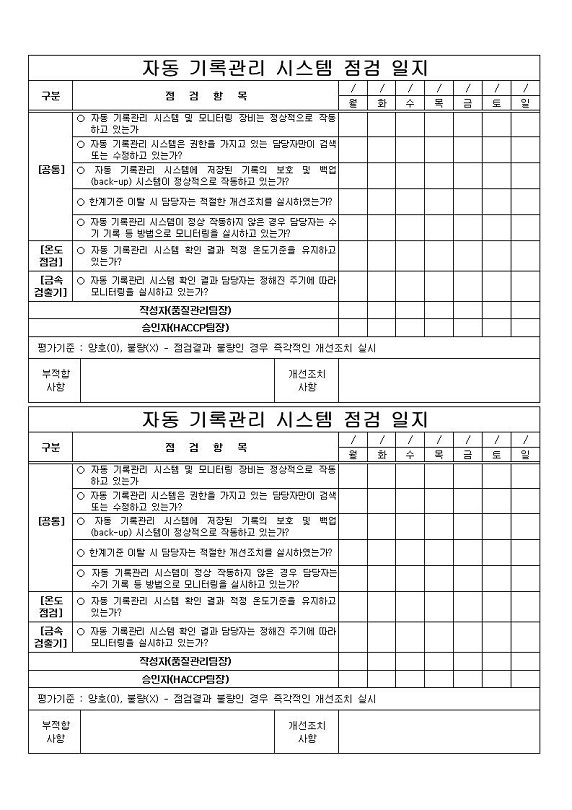 자동 기록관리 시스템 점검 일지
구분 점 검 항 목 / / / / / / /
월 화 수 목 금 토 일
[공통]
○ 자동 기록관리 시스템 및 모니터링 장비는 정상적으로 작동
하고 있는가
○ 자동 기록관리 시스템은 권한을 가지고 있는 담당자만이 검색
또는 수정하고 있는가?
○ 자동 기록관리 시스템에 저장된 기록의 보호 및 백업
(back-up) 시스템이 정상적으로 작동하고 있는가?
○ 한계기준 이탈 시 담당자는 적절한 개선조치를 실시하였는가?
○ 자동 기록관리 시스템이 정상 작동하지 않은 경우 담당자는 수
기 기록 등 방법으로 모니터링을 실시하고 있는가?
[온도
점검]
○ 자동 기록관리 시스템 확인 결과 적정 온도기준을 유지하고
있는가?
[금속
검출기]
○ 자동 기록관리 시스템 확인 결과 담당자는 정해진 주기에 따라
모니터링을 실시하고 있는가?
작성자(품질관리팀장)
승인자(HACCP팀장)
평가기준 : 양호(O), 불량(X) - 점검결과 불량인 경우 즉각적인 개선조치 실시
부적합
사항
개선조치
사항
자동 기록관리 시스템 점검 일지
구분 점 검 항 목 / / / / / / /
월 화 수 목 금 토 일
[공통]
○ 자동 기록관리 시스템 및 모니터링 장비는 정상적으로 작동
하고 있는가
○ 자동 기록관리 시스템은 권한을 가지고 있는 담당자만이 검색
또는 수정하고 있는가?
○ 자동 기록관리 시스템에 저장된 기록의 보호 및 백업
(back-up) 시스템이 정상적으로 작동하고 있는가?
○ 한계기준 이탈 시 담당자는 적절한 개선조치를 실시하였는가?
○ 자동 기록관리 시스템이 정상 작동하지 않은 경우 담당자는
수기 기록 등 방법으로 모니터링을 실시하고 있는가?
[온도
점검]
○ 자동 기록관리 시스템 확인 결과 적정 온도기준을 유지하고
있는가?
[금속
검출기]
○ 자동 기록관리 시스템 확인 결과 담당자는 정해진 주기에 따라
모니터링을 실시하고 있는가?
작성자(품질관리팀장)
승인자(HACCP팀장)
평가기준 : 양호(O), 불량(X) - 점검결과 불량인 경우 즉각적인 개선조치 실시
부적합
사항
개선조치
사항